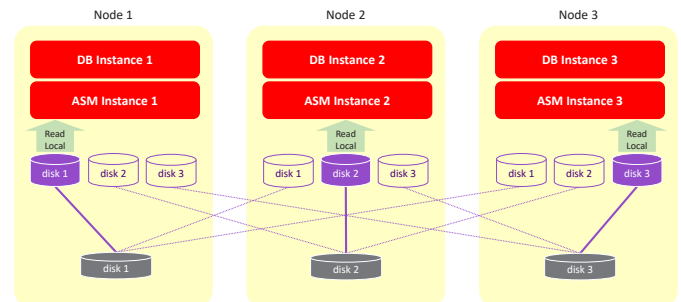 Node 1
Node 2
Node 3
DB Instance 1
DB Instance 2
DB Instance 3
ASM Instance 1
ASM Instance 2
ASM Instance 3
Read
Local
Read
Local
Read
Local
disk 1
disk 2
disk 3
disk 1
disk 2
disk 3
disk 1
disk 2
disk 3
disk 1
disk 2
disk 3